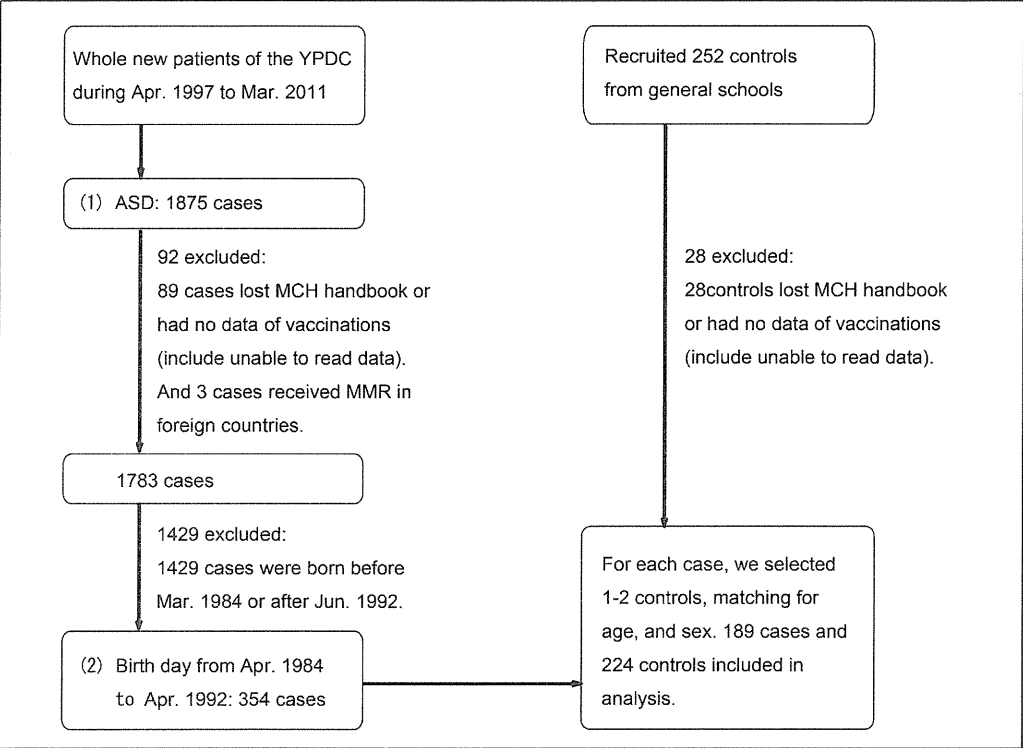 Whole new patients of the YPDC
during Apr. 1997 to Mar. 2011
(1) ASD: 1875 cases
92 excluded:
89 cases lost MCH handbook or
had no data of vaccinations
(include unable to read data).
And 3 cases received MMR in
foreign countries.
1783 cases
1429 excluded:
1429 cases were born before
Mar. 1984 or after Jun. 1992.
(2) Birth day from Apr. 1984
to Apr. 1992: 354 cases
Recruited 252 controls
from general schools
28 excluded:
28controls lost MCH handbook
or had no data of vaccinations
(include unable to read data).
For each case, we selected
1-2 controls, matching for
age, and sex. 189 cases and
224 controls included in
analysis.